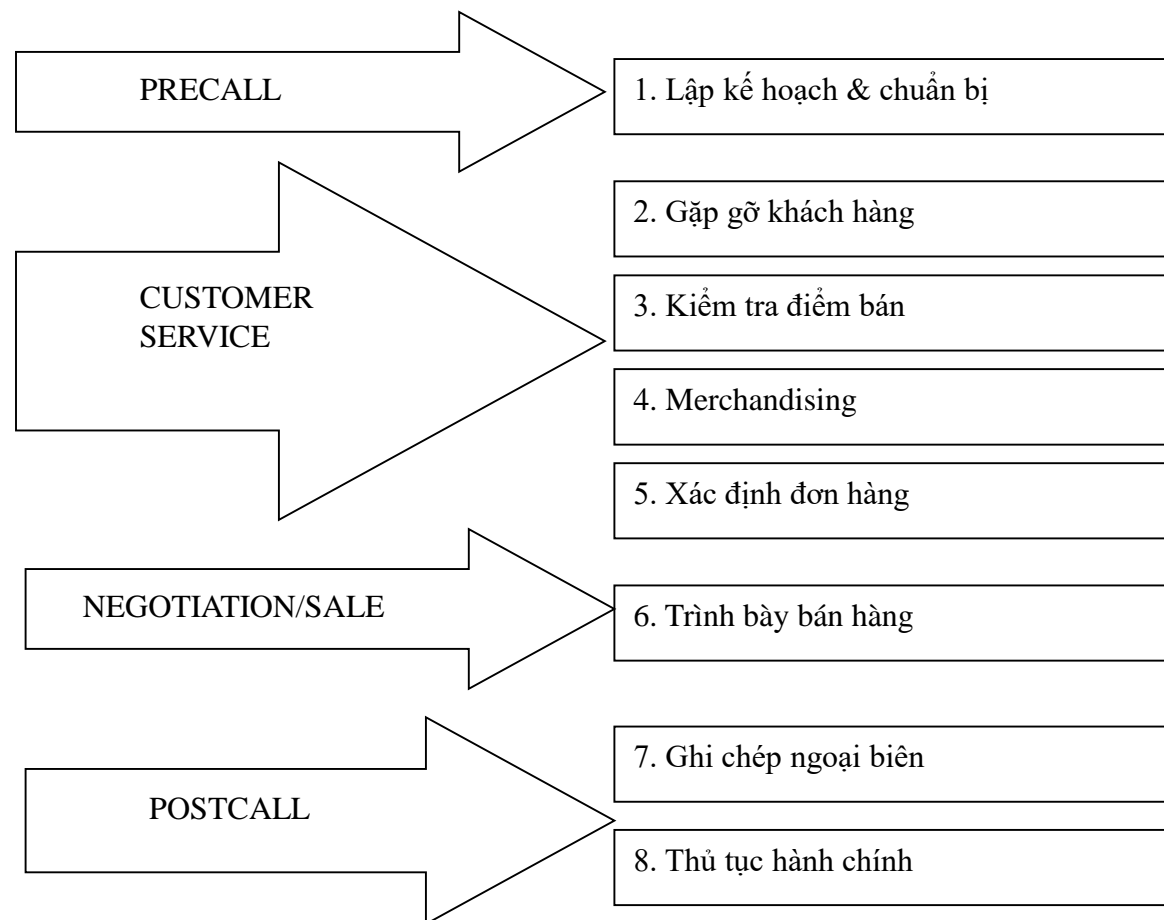 PRECALL
1. Lập kế hoạch & chuẩn bị
2. Gặp gỡ khách hàng
CUSTOMER
SERVICE
3. Kiểm tra điểm bán
4. Merchandising
5. Xác định đơn hàng
NEGOTIATION/SALE
6. Trình bày bán hàng
7. Ghi chép ngoại biên
POSTCALL
8. Thủ tục hành chính